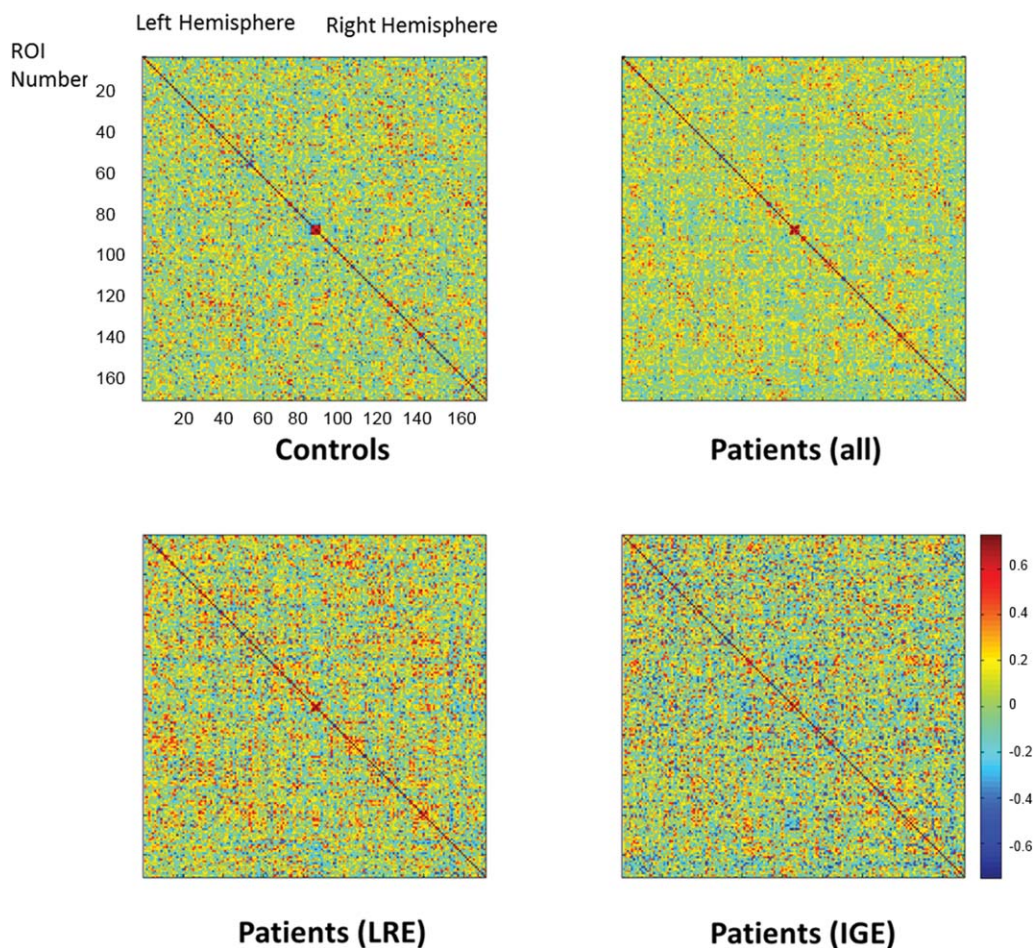 Left Hemisphere Right Hemisphere
ROI
Number
20
40
60
80
100
120
140
160
20 40 60 80 100 120 140 160
Controls Patients (all)
0.6
0.4
0.2
0
-0.2
-0.4
-0.6
Patients (LRE) Patients (IGE)